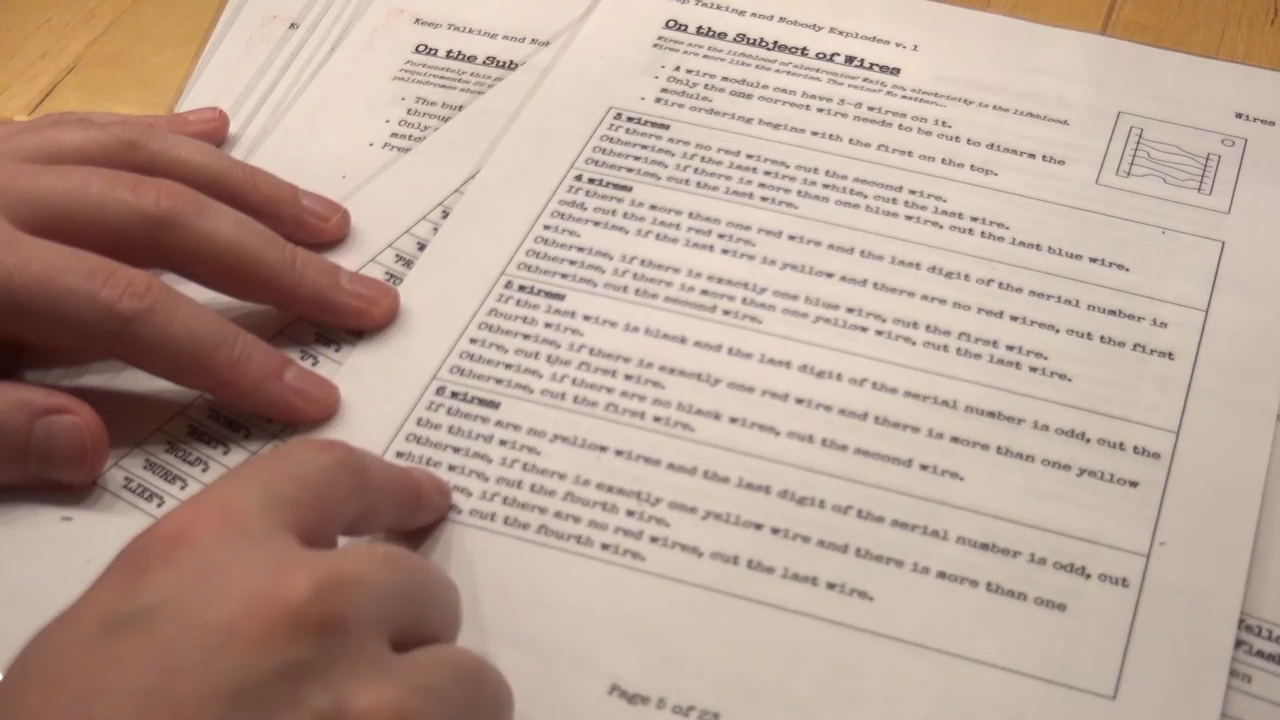 Keep Talking and Nob
On the Sub
Fortunately this
requirements:
palindromes
The but
throu
Only
match
Pres
Keep Talking and Nobody Explodes v. 1
Wires
On the Subject of Wires
Wires are the lifeblood of electronics! Wait, no, electricity is the lifeblood.
Wires are more like the arteries. The veins? No matter…
• A wire module can have 3-6 wires on it.
• Only the one correct wire needs to be cut to disarm the
module.
• Wire ordering begins with the first on the top.
3 wires:
If there are no red wires, cut the second wire.
Otherwise, if the last wire is white, cut the last wire.
Otherwise, if there is more than one blue wire, cut the last blue wire.
Otherwise, cut the last wire.
4 wires:
If there is more than one red wire and the last digit of the serial number is
odd, cut the last red wire.
Otherwise, if the last wire is yellow and there are no red wires, cut the first
wire.
Otherwise, if there is exactly one blue wire, cut the first wire.
Otherwise, if there is more than one yellow wire, cut the last wire.
Otherwise, cut the second wire.
5 wires:
If the last wire is black and the last digit of the serial number is odd, cut the
fourth wire.
Otherwise, if there is exactly one red wire and there is more than one yellow
wire, cut the first wire.
Otherwise, if there are no black wires, cut the second wire.
Otherwise, cut the first wire.
6 wires:
If there are no yellow wires and the last digit of the serial number is odd, cut
the third wire.
Otherwise, if there is exactly one yellow wire and there is more than one
white wire, cut the fourth wire.
if there are no red wires, cut the last wire.
cut the fourth wire.
Page 5 of 23
"U":
"DONE":
"NEXT":
"HOLD":
"SURE":
"LIKE":